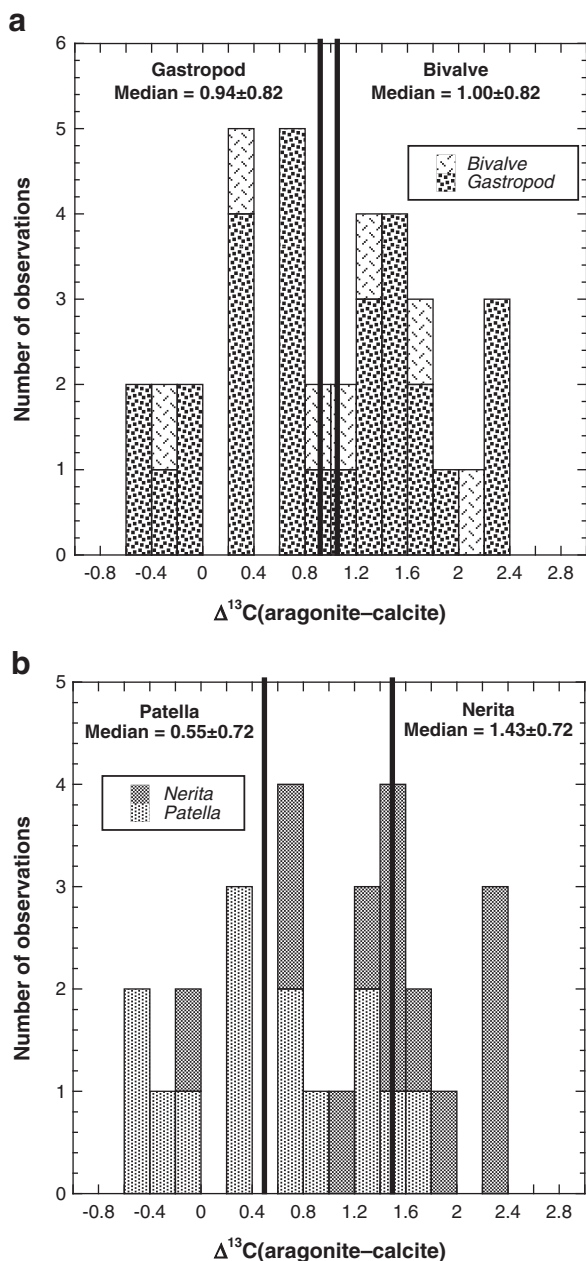 a
6
5
4
3
2
1
0
Number of observations
Gastropod
Median = 0.94±0.82
Bivalve
Median = 1.00±0.82
Bivalve
Gastropod
-0.8 -0.4 0 0.4 0.8 1.2 1.6 2 2.4 2.8
Δ¹³C(aragonite–calcite)
b
5
4
3
2
1
0
Number of observations
Patella
Median = 0.55±0.72
Nerita
Median = 1.43±0.72
Nerita
Patella
-0.8 -0.4 0 0.4 0.8 1.2 1.6 2 2.4 2.8
Δ¹³C(aragonite–calcite)